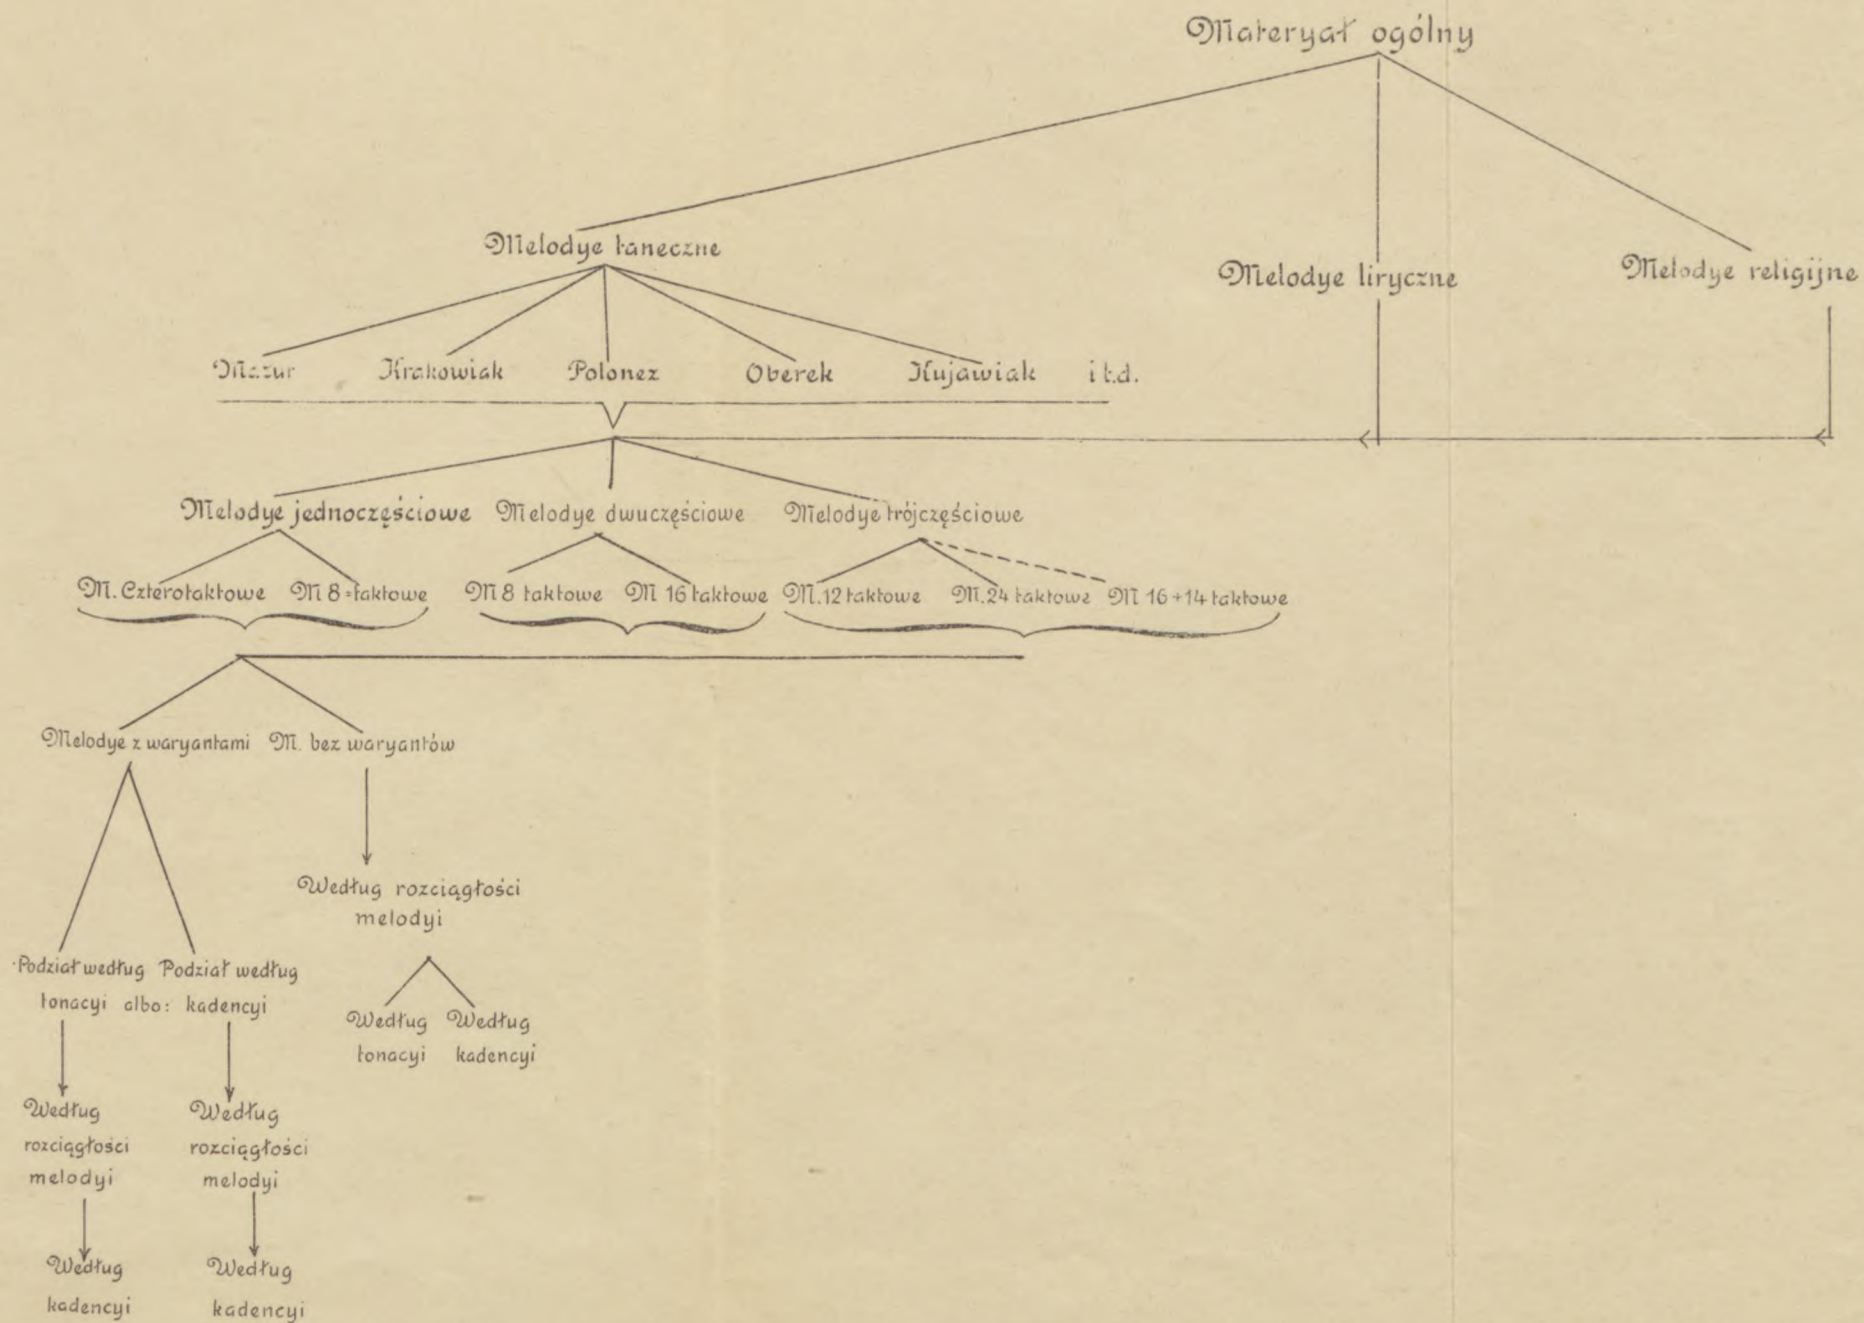 Materyał ogólny
Melodye taneczne
Melodye liryczne
Melodye religijne
Mazur
Krakowiak
Polonez
Oberek
Kujawiak
i t.d.
Melodye jednoczęściowe
Melodye dwuczęściowe
Melodye trójczęściowe
M. Czterotaktowe
M 8-taktowe
M 8 taktowe
M 16 taktowe
M. 12 taktowe
M. 24 taktowe
M 16+14 taktowe
Melodye z waryantami
M. bez waryantów
Według rozciągłości
melodyi
Podział według
tonacyi albo:
Podział według
kadencyi
Według
tonacyi
Według
kadencyi
Według
rozciągłości
melodyi
Według
rozciągłości
melodyi
Według
kadencyi
Według
kadencyi